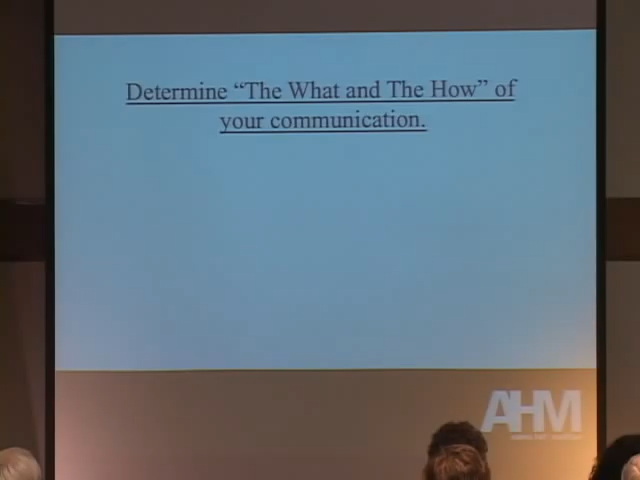 Determine “The What and The How” of
your communication.
AHM